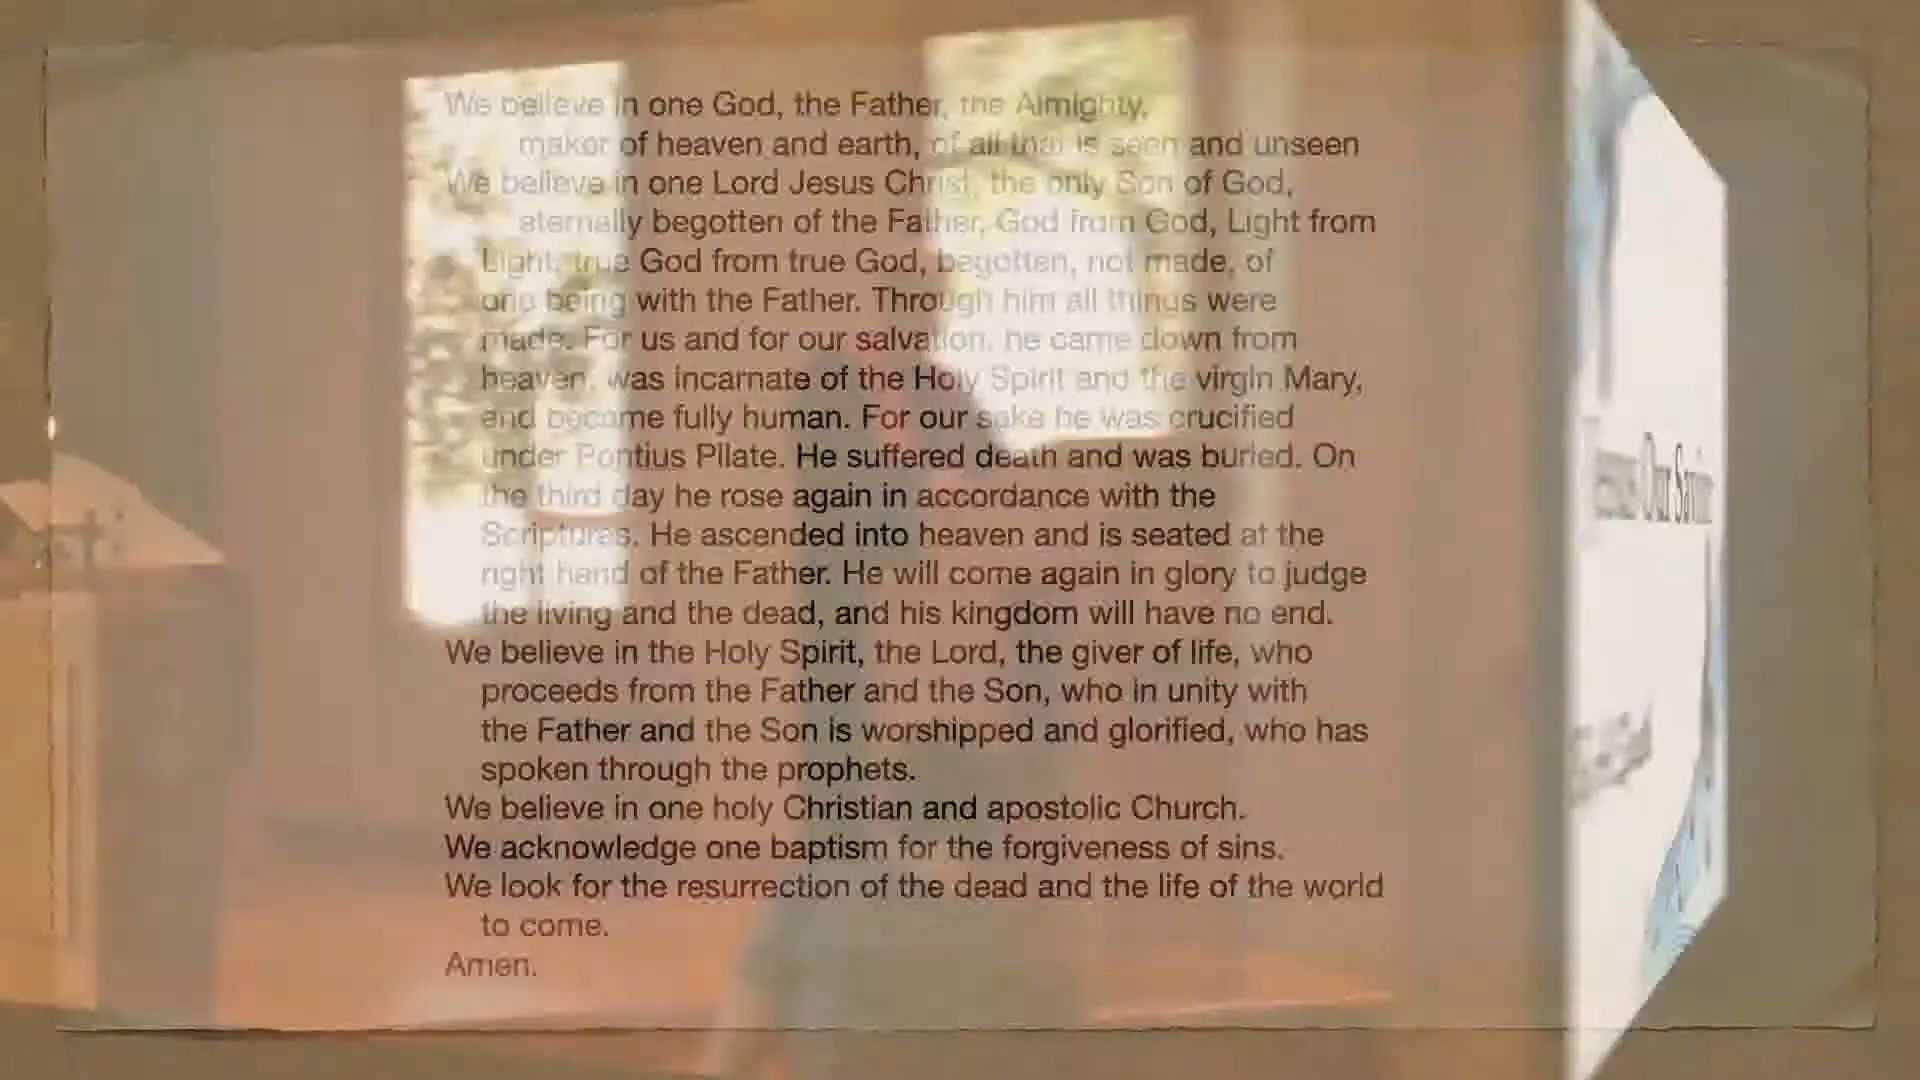 We believe in one God, the Father, the Almighty,
maker of heaven and earth, of all that is seen and unseen
We believe in one Lord Jesus Christ, the only Son of God,
eternally begotten of the Father, God from God, Light from
Light, true God from true God, begotten, not made, of
one being with the Father. Through him all things were
made. For us and for our salvation, he came down from
heaven, was incarnate of the Holy Spirit and the virgin Mary,
and became fully human. For our sake he was crucified
under Pontius Pilate. He suffered death and was buried. On
the third day he rose again in accordance with the
Scriptures. He ascended into heaven and is seated at the
right hand of the Father. He will come again in glory to judge
the living and the dead, and his kingdom will have no end.
We believe in the Holy Spirit, the Lord, the giver of life, who
proceeds from the Father and the Son, who in unity with
the Father and the Son is worshipped and glorified, who has
spoken through the prophets.
We believe in one holy Christian and apostolic Church.
We acknowledge one baptism for the forgiveness of sins.
We look for the resurrection of the dead and the life of the world
to come.
Amen.
Jesus Our Savior